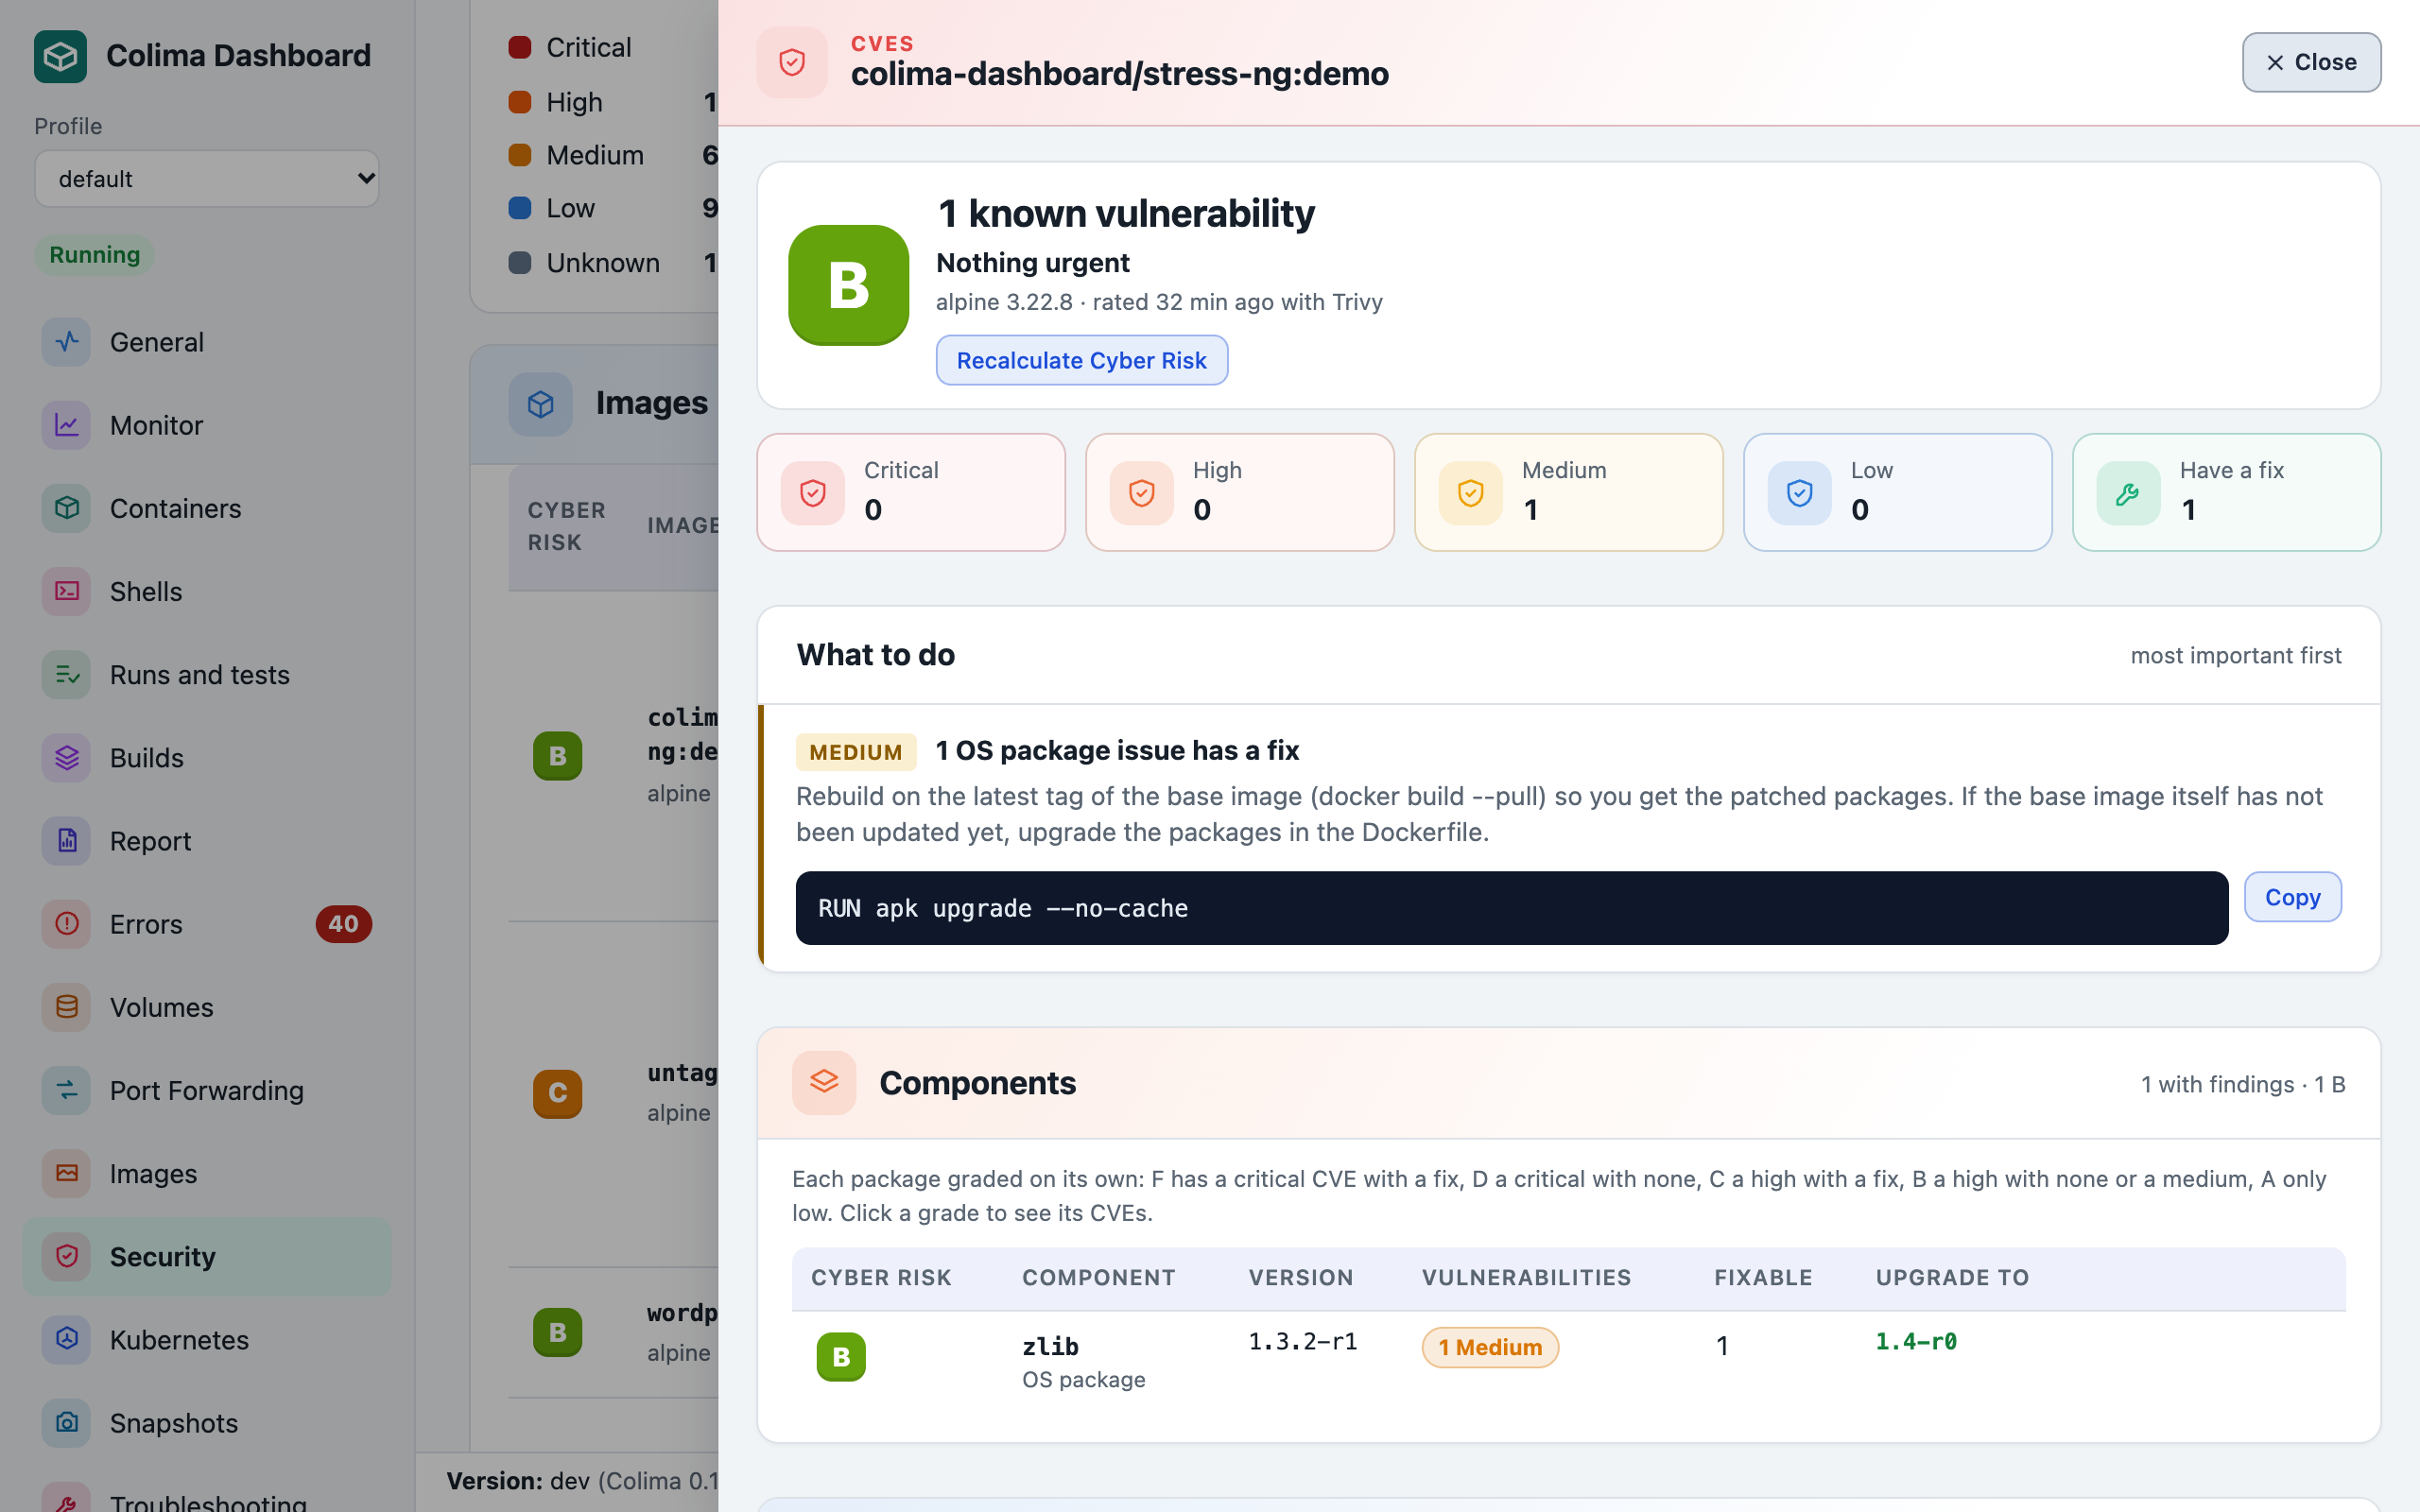 Colima Dashboard
Profile
default
Running
General
Monitor
Containers
Shells
Runs and tests
Builds
Report
Errors
40
Volumes
Port Forwarding
Images
Security
Kubernetes
Snapshots
Troubleshooting
Critical
High 1
Medium 6
Low 9
Unknown 1
Images
CYBER RISK
IMAGE
B
colim
ng:de
alpine
C
untag
alpine
B
wordp
alpine
Version: dev (Colima 0.1
CVES
colima-dashboard/stress-ng:demo
Close
B
1 known vulnerability
Nothing urgent
alpine 3.22.8 · rated 32 min ago with Trivy
Recalculate Cyber Risk
Critical
0
High
0
Medium
1
Low
0
Have a fix
1
What to do
most important first
MEDIUM 1 OS package issue has a fix
Rebuild on the latest tag of the base image (docker build --pull) so you get the patched packages. If the base image itself has not
been updated yet, upgrade the packages in the Dockerfile.
RUN apk upgrade --no-cache
Copy
Components
1 with findings · 1 B
Each package graded on its own: F has a critical CVE with a fix, D a critical with none, C a high with a fix, B a high with none or a medium, A only
low. Click a grade to see its CVEs.
CYBER RISK COMPONENT VERSION VULNERABILITIES FIXABLE UPGRADE TO
B zlib 1.3.2-r1 1 Medium 1 1.4-r0
OS package